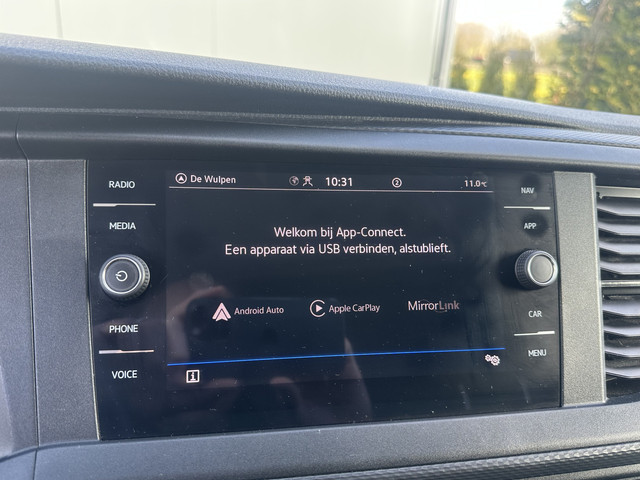 RADIO
MEDIA
PHONE
VOICE
De Wulpen 10:31 2 11.0°C
Welkom bij App-Connect.
Een apparaat via USB verbinden, alstublieft.
Android Auto Apple CarPlay MirrorLink
i
NAV
APP
CAR
MENU